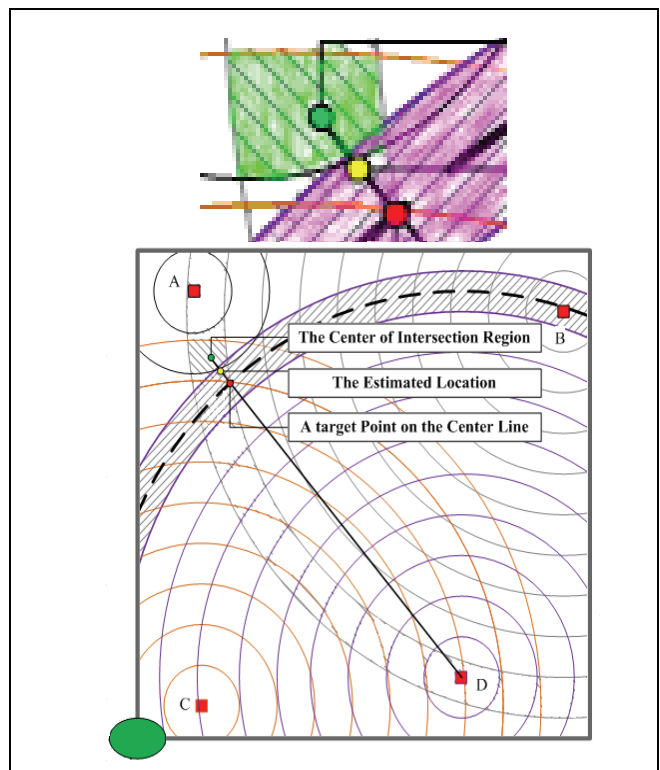 A
B
The Center of Intersection Region
The Estimated Location
A target Point on the Center Line
D
C